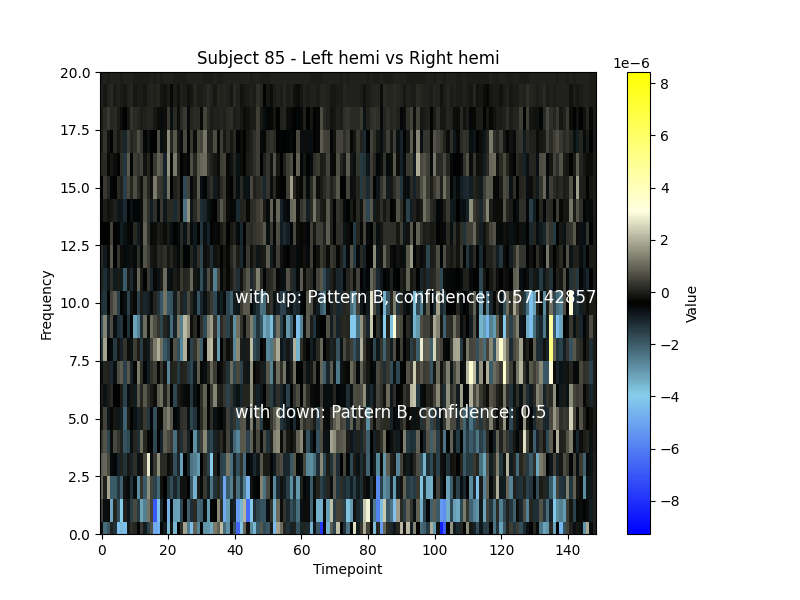 Subject 85 - Left hemi vs Right hemi
1e−6
20.0
17.5
15.0
12.5
10.0
7.5
5.0
2.5
0.0
Frequency
with up: Pattern B, confidence: 0.57142857
with down: Pattern B, confidence: 0.5
0 20 40 60 80 100 120 140
Timepoint
8
6
4
2
0
−2
−4
−6
−8
Value